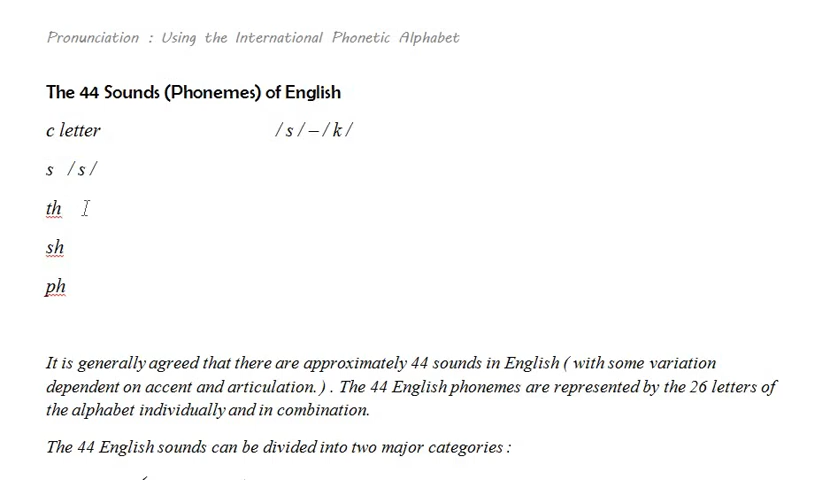 Pronunciation : Using the International Phonetic Alphabet
The 44 Sounds (Phonemes) of English
c letter /s/–/k/
s /s/
th
sh
ph
It is generally agreed that there are approximately 44 sounds in English ( with some variation
dependent on accent and articulation. ) . The 44 English phonemes are represented by the 26 letters of
the alphabet individually and in combination.
The 44 English sounds can be divided into two major categories :